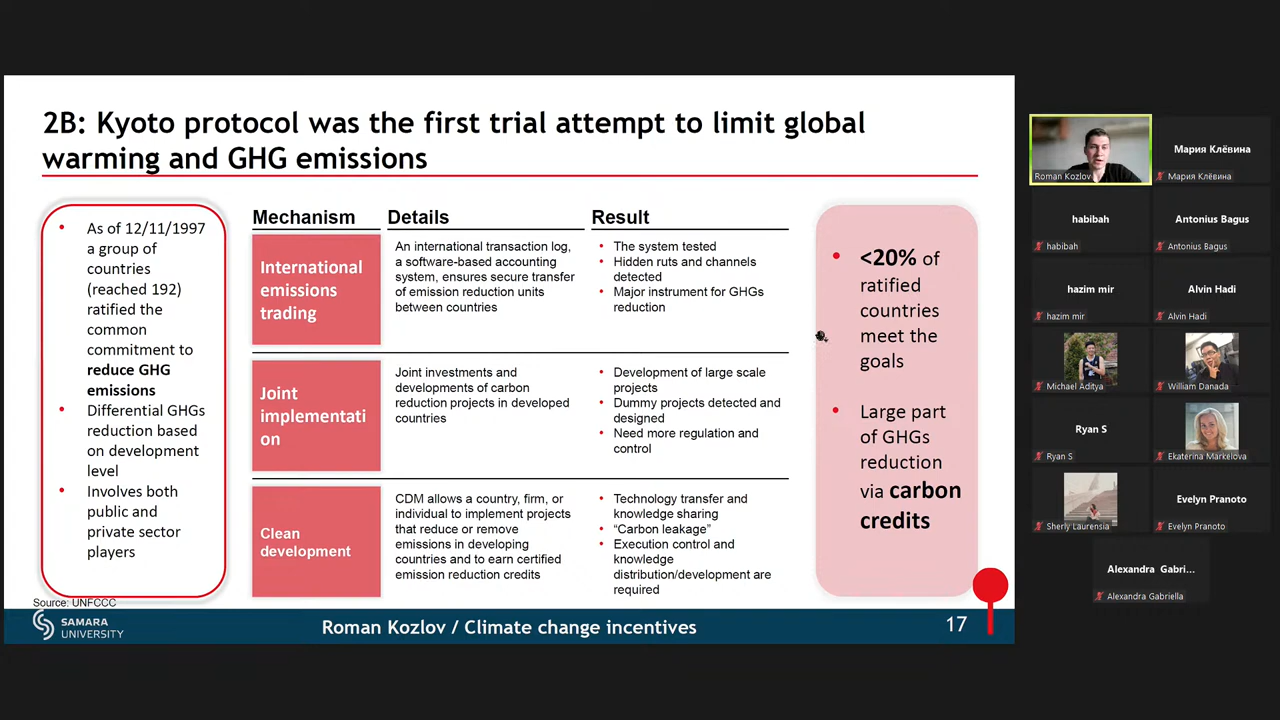 2B: Kyoto protocol was the first trial attempt to limit global
warming and GHG emissions
As of 12/11/1997
a group of
countries
(reached 192)
ratified the
common
commitment to
reduce GHG
emissions
Differential GHGs
reduction based
on development
level
Involves both
public and
private sector
players
Mechanism
Details
Result
International
emissions
trading
An international transaction log,
a software-based accounting
system, ensures secure transfer
of emission reduction units
between countries
The system tested
Hidden ruts and channels
detected
Major instrument for GHGs
reduction
Joint
implementati
on
Joint investments and
developments of carbon
reduction projects in developed
countries
Development of large scale
projects
Dummy projects detected and
designed
Need more regulation and
control
Clean
development
CDM allows a country, firm, or
individual to implement projects
that reduce or remove
emissions in developing
countries and to earn certified
emission reduction credits
Technology transfer and
knowledge sharing
“Carbon leakage”
Execution control and
knowledge
distribution/development are
required
<20% of
ratified
countries
meet the
goals
Large part
of GHGs
reduction
via carbon
credits
Source: UNFCCC
SAMARA
UNIVERSITY
Roman Kozlov / Climate change incentives
17
Roman Kozlov
Мария Клёвина
Мария Клёвина
habibah
habibah
Antonius Bagus
Antonius Bagus
hazim mir
hazim mir
Alvin Hadi
Alvin Hadi
Michael Aditya
William Danada
Ryan S
Ryan S
Ekaterina Markelova
Sherly Laurensia
Evelyn Pranoto
Evelyn Pranoto
Alexandra Gabri...
Alexandra Gabriella